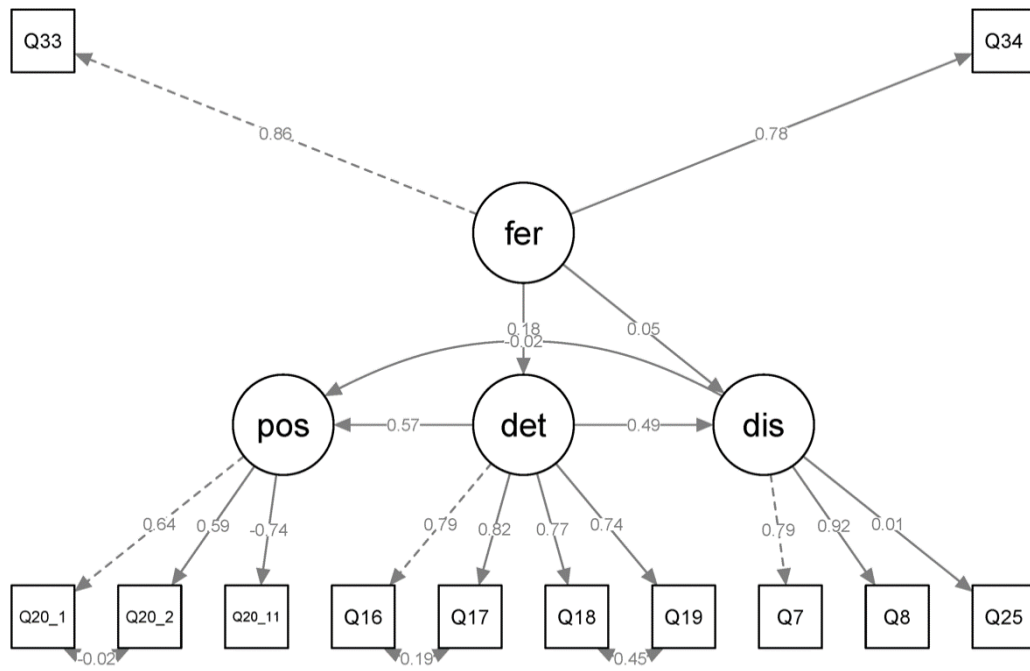 Q33
Q34
0.86
0.78
fer
0.18
0.05
-0.02
pos
0.57
det
0.49
dis
0.64
0.59
-0.74
0.79
0.82
0.77
0.74
0.79
0.92
0.01
Q20_1
Q20_2
Q20_11
Q16
Q17
Q18
Q19
Q7
Q8
Q25
-0.02
0.19
0.45